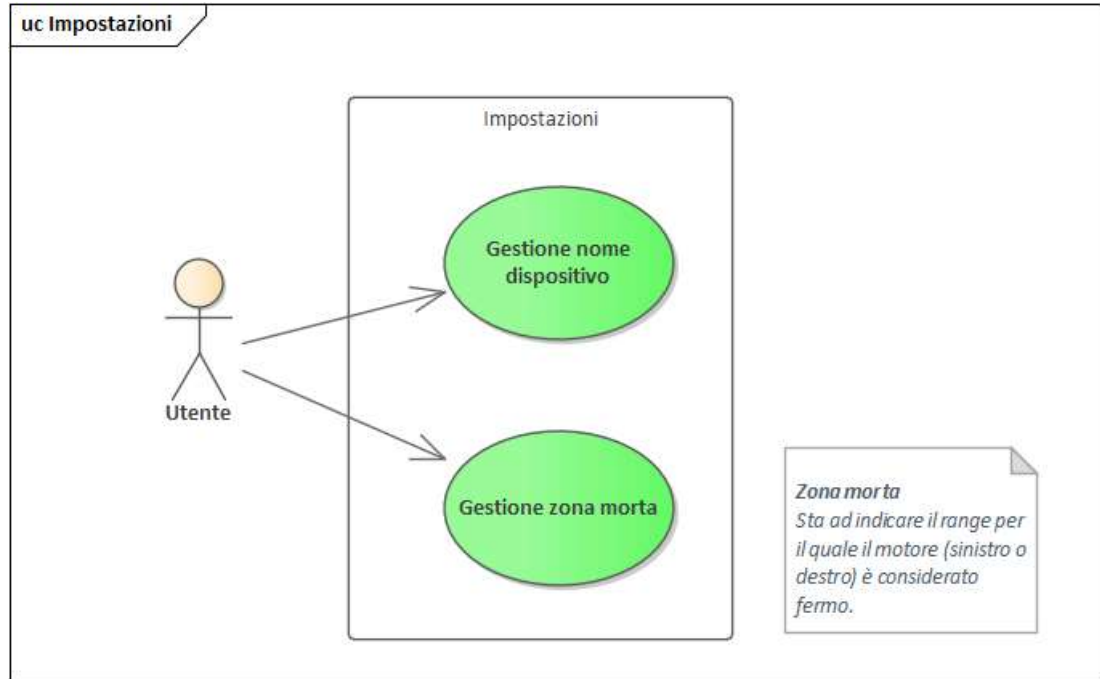 uc Impostazioni
Impostazioni
Gestione nome
dispositivo
Utente
Gestione zona morta
Zona morta
Sta ad indicare il range per
il quale il motore (sinistro o
destro) è considerato
fermo.